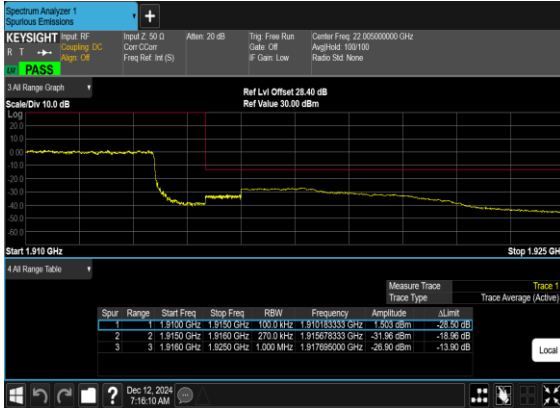 Spectrum Analyzer 1
Spurious Emissions
+
KEYSIGHT Input: RF Input Z: 50 Ω Atten: 20 dB Trig: Free Run Center Freq: 22.005000000 GHz
R T Coupling: DC Corr CCorr Gate: Off Avg|Hold: 100/100
Align: Off Freq Ref: Int (S) IF Gain: Low Radio Std: None
PASS
3 All Range Graph
Ref Lvl Offset 28.40 dB
Scale/Div 10.0 dB Ref Value 30.00 dBm
Log
20.0
10.0
0.00
-10.0
-20.0
-30.0
-40.0
-50.0
-60.0
Start 1.910 GHz Stop 1.925 GH
4 All Range Table
Measure Trace Trace 1
Trace Type Trace Average (Active)
Spur Range Start Freq Stop Freq RBW Frequency Amplitude ΔLimit
1 1 1.9100 GHz 1.9150 GHz 100.0 kHz 1.910183333 GHz 1.503 dBm -28.50 dB
2 2 1.9150 GHz 1.9160 GHz 270.0 kHz 1.915678333 GHz -31.96 dBm -18.96 dB
3 3 1.9160 GHz 1.9250 GHz 1.000 MHz 1.917695000 GHz -26.90 dBm -13.90 dB
Local
?
Dec 12, 2024
7:16:10 AM